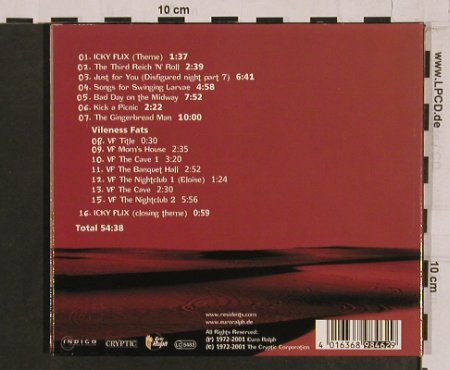 10 cm
10 cm
www.LPCD.de
10 cm
01. ICKY FLIX (Theme) 1:37
02. The Third Reich 'N' Roll 2:39
03. Just for You (Disfigured night part 7) 6:41
04. Songs for Swinging Larvae 4:58
05. Bad Day on the Midway 7:52
06. Kick a Picnic 2:22
07. The Gingerbread Man 10:00
Vileness Fats
08. VF Title 0:30
09. VF Mom's House 2:35
10. VF The Cave 1 3:20
11. VF The Banquet Hall 2:52
12. VF The Nightclub 1 (Eloise) 1:24
13. VF The Cave 2:30
15. VF The Nightclub 2 5:56
16. ICKY FLIX (closing theme) 0:59
Total 54:38
www.residents.com
www.euroralph.com
All Rights Reserved:
(P) 1972-2001 Euro Ralph
(C) 1972-2001 The Cryptic Corporation
INDIGO
CRYPTIC
Euro Ralph
LC 5483
4 016368 984629